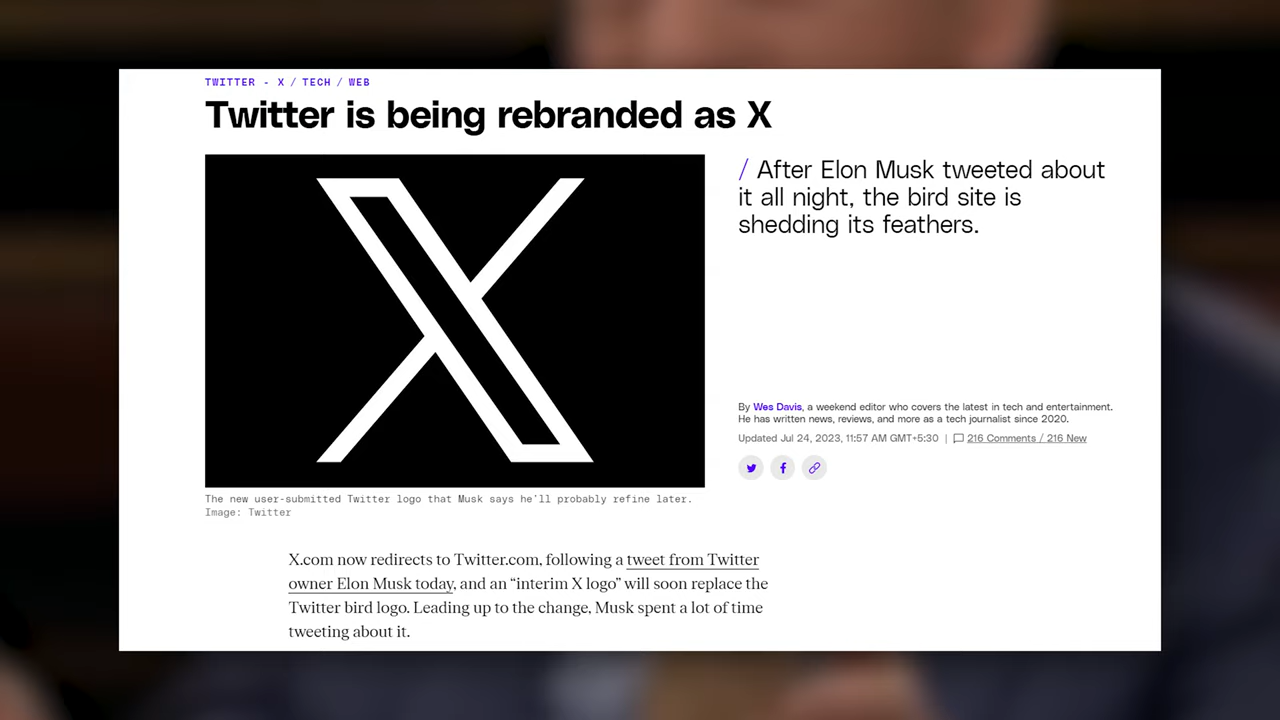 TWITTER - X / TECH / WEB
Twitter is being rebranded as X
/ After Elon Musk tweeted about
it all night, the bird site is
shedding its feathers.
By Wes Davis, a weekend editor who covers the latest in tech and entertainment.
He has written news, reviews, and more as a tech journalist since 2020.
Updated Jul 24, 2023, 11:57 AM GMT+5:30 | 216 Comments / 216 New
The new user-submitted Twitter logo that Musk says he'll probably refine later.
Image: Twitter
X.com now redirects to Twitter.com, following a tweet from Twitter
owner Elon Musk today, and an “interim X logo” will soon replace the
Twitter bird logo. Leading up to the change, Musk spent a lot of time
tweeting about it.